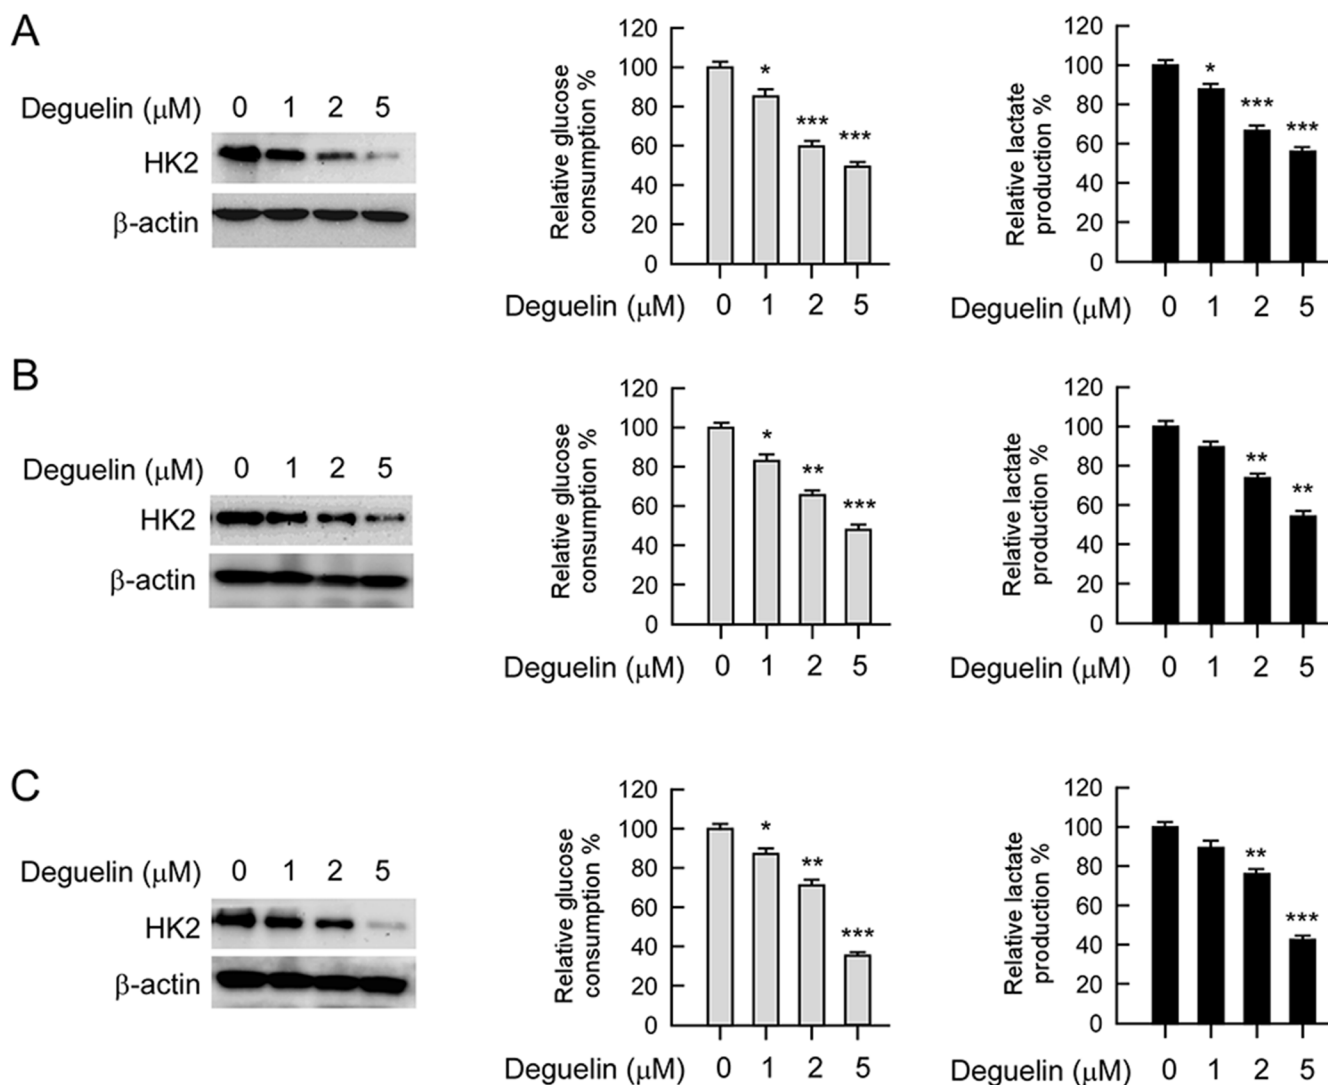 A
Deguelin (μM) 0 1 2 5
HK2
β-actin
Relative glucose
consumption %
120
100
80
60
40
20
0
*
***
***
Deguelin (μM) 0 1 2 5
Relative lactate
production %
120
100
80
60
40
20
0
*
***
***
Deguelin (μM) 0 1 2 5
B
Deguelin (μM) 0 1 2 5
HK2
β-actin
Relative glucose
consumption %
120
100
80
60
40
20
0
*
**
***
Deguelin (μM) 0 1 2 5
Relative lactate
production %
120
100
80
60
40
20
0
**
**
Deguelin (μM) 0 1 2 5
C
Deguelin (μM) 0 1 2 5
HK2
β-actin
Relative glucose
consumption %
120
100
80
60
40
20
0
*
**
***
Deguelin (μM) 0 1 2 5
Relative lactate
production %
120
100
80
60
40
20
0
**
***
Deguelin (μM) 0 1 2 5